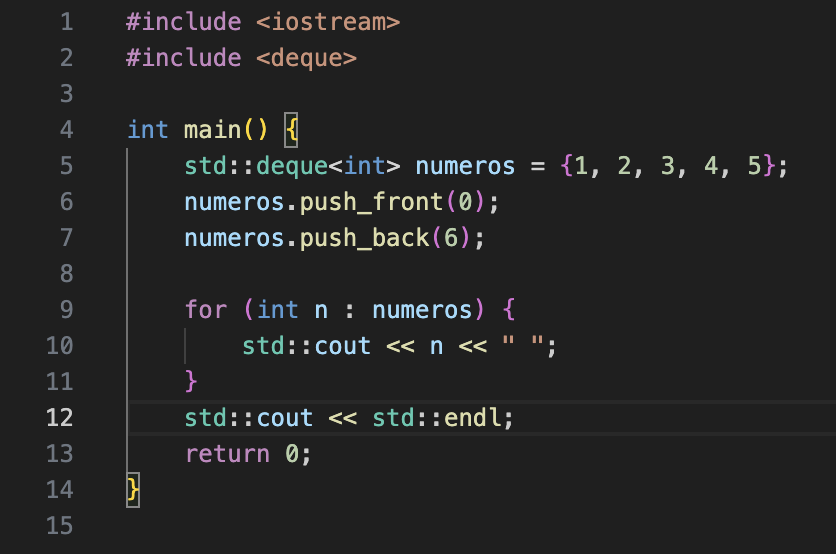 1 #include <iostream>
2 #include <deque>
3
4 int main() {
5     std::deque<int> numeros = {1, 2, 3, 4, 5};
6     numeros.push_front(0);
7     numeros.push_back(6);
8
9     for (int n : numeros) {
10         std::cout << n << " ";
11     }
12     std::cout << std::endl;
13     return 0;
14 }
15